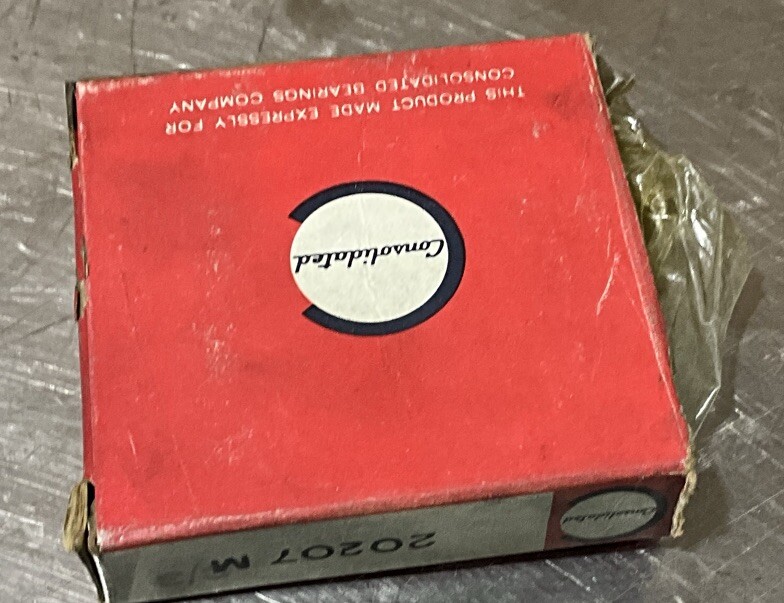 THIS PRODUCT MADE EXPRESSLY FOR
CONSOLIDATED BEARINGS COMPANY
Consolidated
Consolidated
20207 M